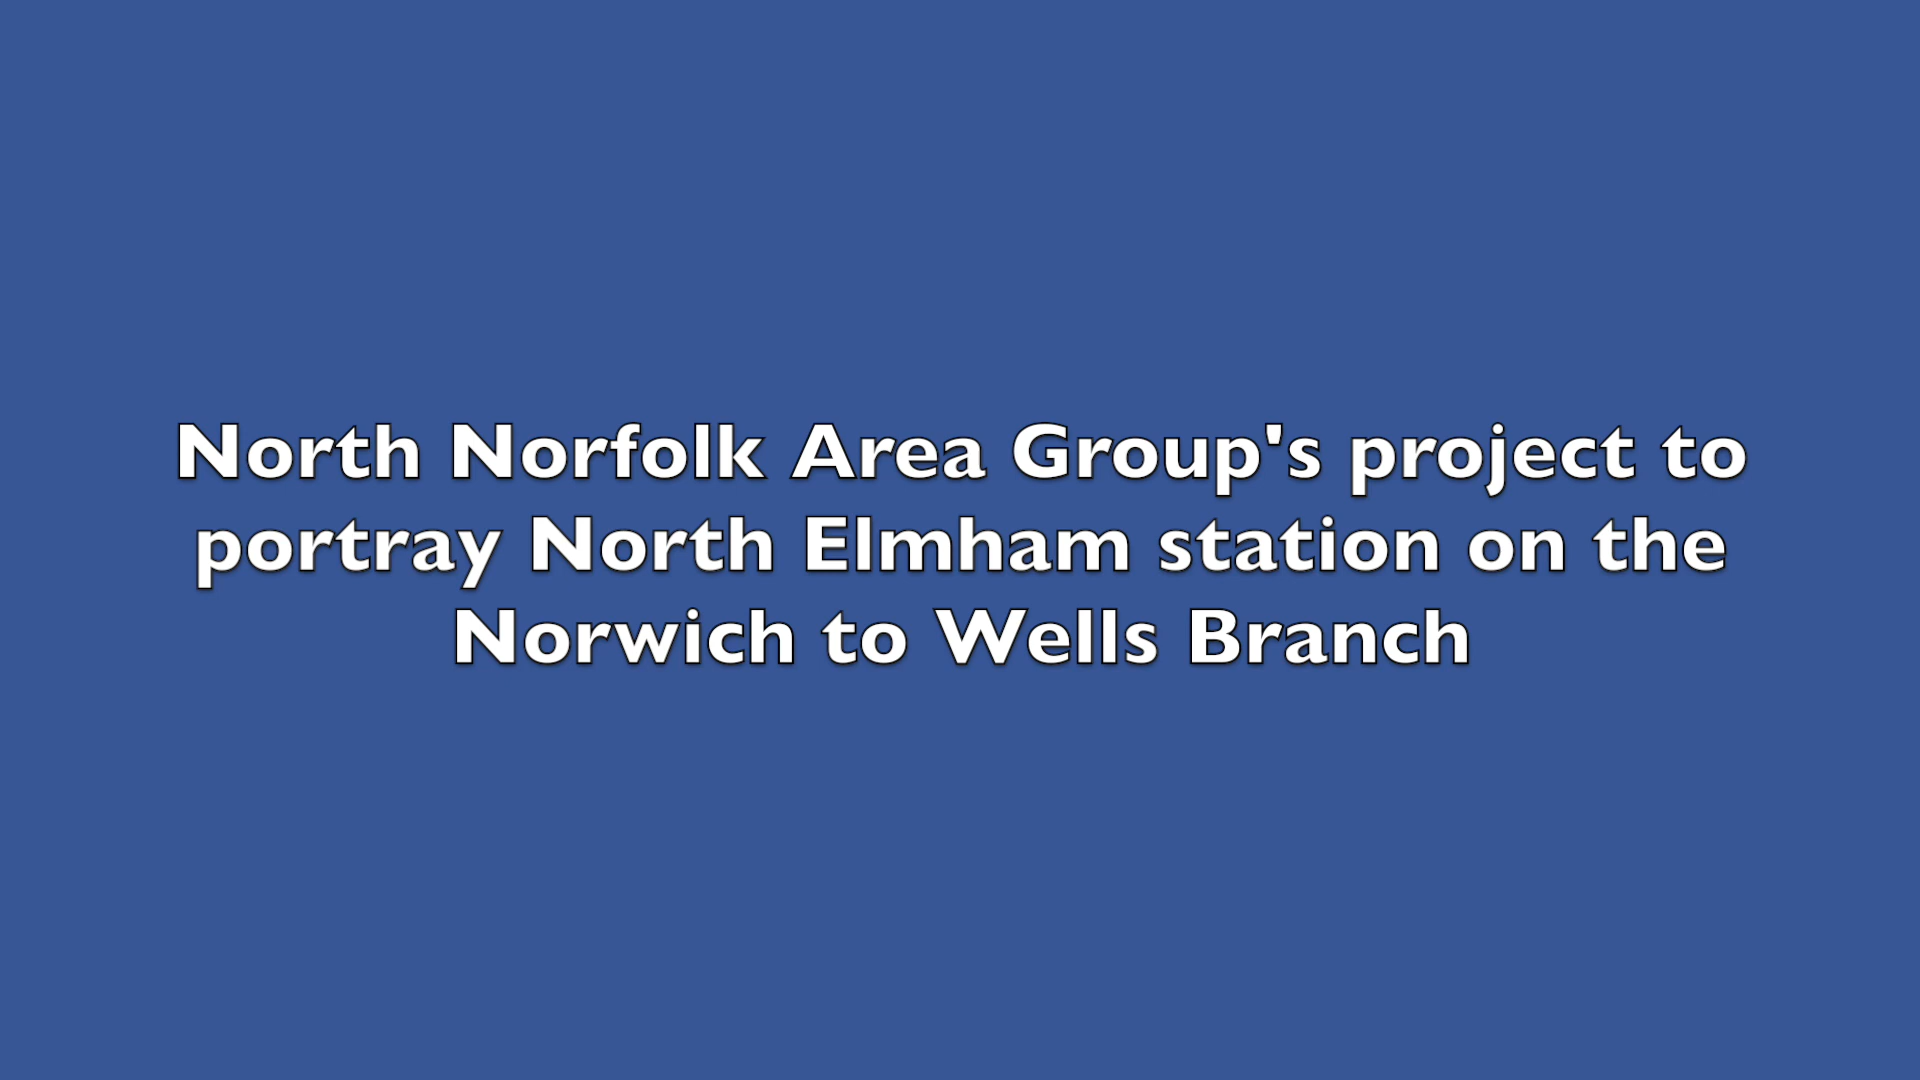 North Norfolk Area Group's project to
portray North Elmham station on the
Norwich to Wells Branch